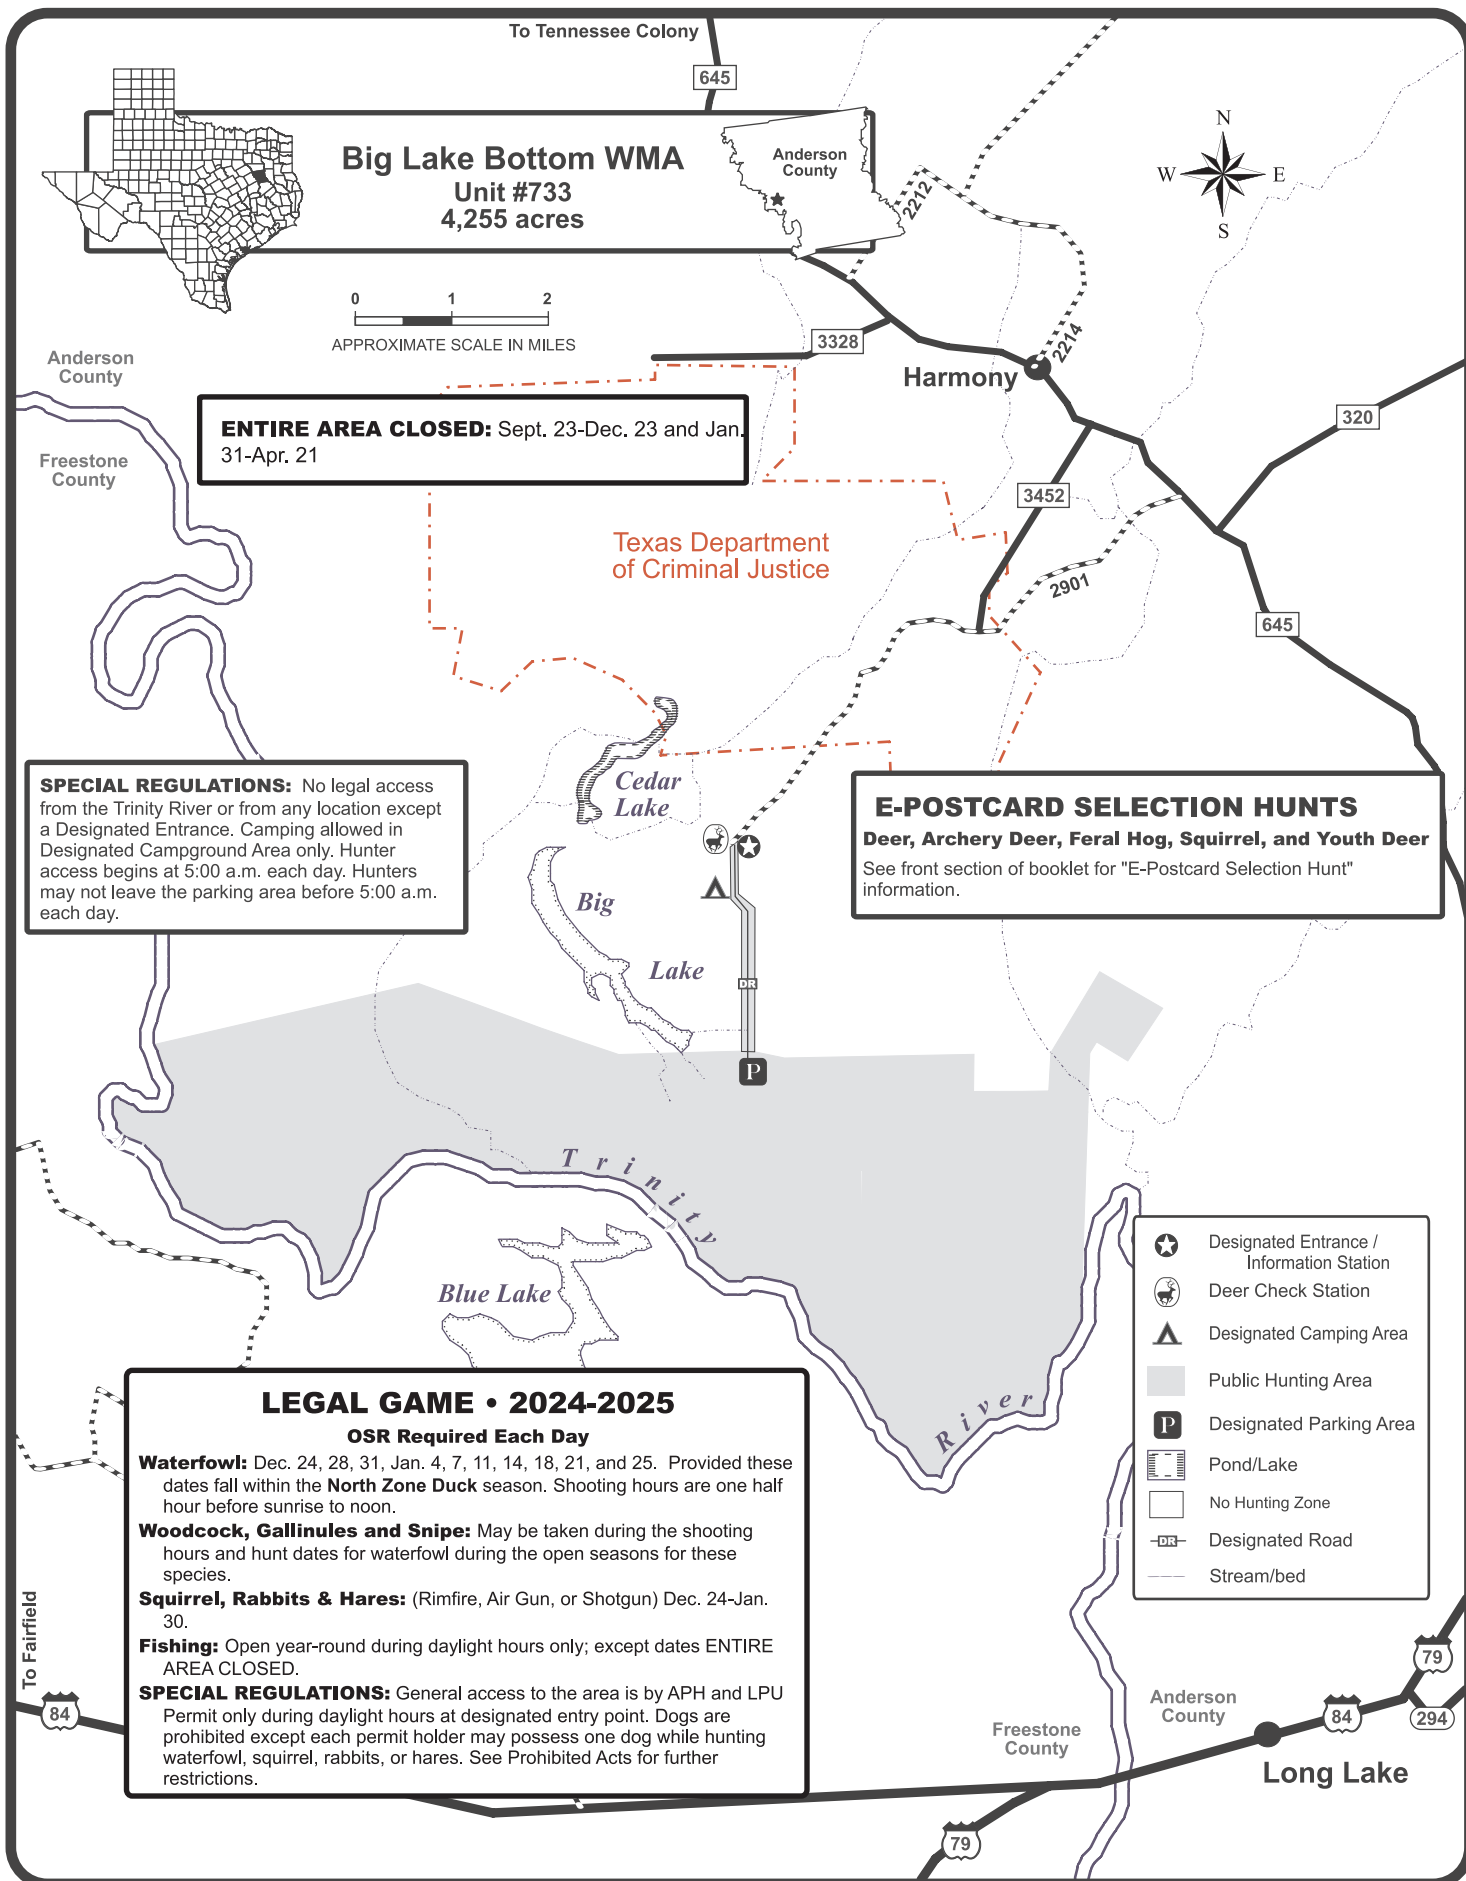 To Tennessee Colony
645
Big Lake Bottom WMA
Unit #733
4,255 acres
Anderson
County
2212
N
W
E
S
0 1 2
APPROXIMATE SCALE IN MILES
3328
2214
Harmony
Anderson
County
Freestone
County
320
ENTIRE AREA CLOSED: Sept. 23-Dec. 23 and Jan.
31-Apr. 21
3452
Texas Department
of Criminal Justice
2901
645
SPECIAL REGULATIONS: No legal access
from the Trinity River or from any location except
a Designated Entrance. Camping allowed in
Designated Campground Area only. Hunter
access begins at 5:00 a.m. each day. Hunters
may not leave the parking area before 5:00 a.m.
each day.
Cedar
Lake
E-POSTCARD SELECTION HUNTS
Deer, Archery Deer, Feral Hog, Squirrel, and Youth Deer
See front section of booklet for "E-Postcard Selection Hunt"
information.
Big
Lake
DR
P
Trinity
River
Blue Lake
Designated Entrance /
Information Station
Deer Check Station
Designated Camping Area
Public Hunting Area
P Designated Parking Area
Pond/Lake
No Hunting Zone
DR Designated Road
Stream/bed
LEGAL GAME • 2024-2025
OSR Required Each Day
Waterfowl: Dec. 24, 28, 31, Jan. 4, 7, 11, 14, 18, 21, and 25. Provided these
dates fall within the North Zone Duck season. Shooting hours are one half
hour before sunrise to noon.
Woodcock, Gallinules and Snipe: May be taken during the shooting
hours and hunt dates for waterfowl during the open seasons for these
species.
Squirrel, Rabbits & Hares: (Rimfire, Air Gun, or Shotgun) Dec. 24-Jan.
30.
Fishing: Open year-round during daylight hours only; except dates ENTIRE
AREA CLOSED.
SPECIAL REGULATIONS: General access to the area is by APH and LPU
Permit only during daylight hours at designated entry point. Dogs are
prohibited except each permit holder may possess one dog while hunting
waterfowl, squirrel, rabbits, or hares. See Prohibited Acts for further
restrictions.
To Fairfield
84
79
Anderson
County
84
294
Freestone
County
Long Lake
79